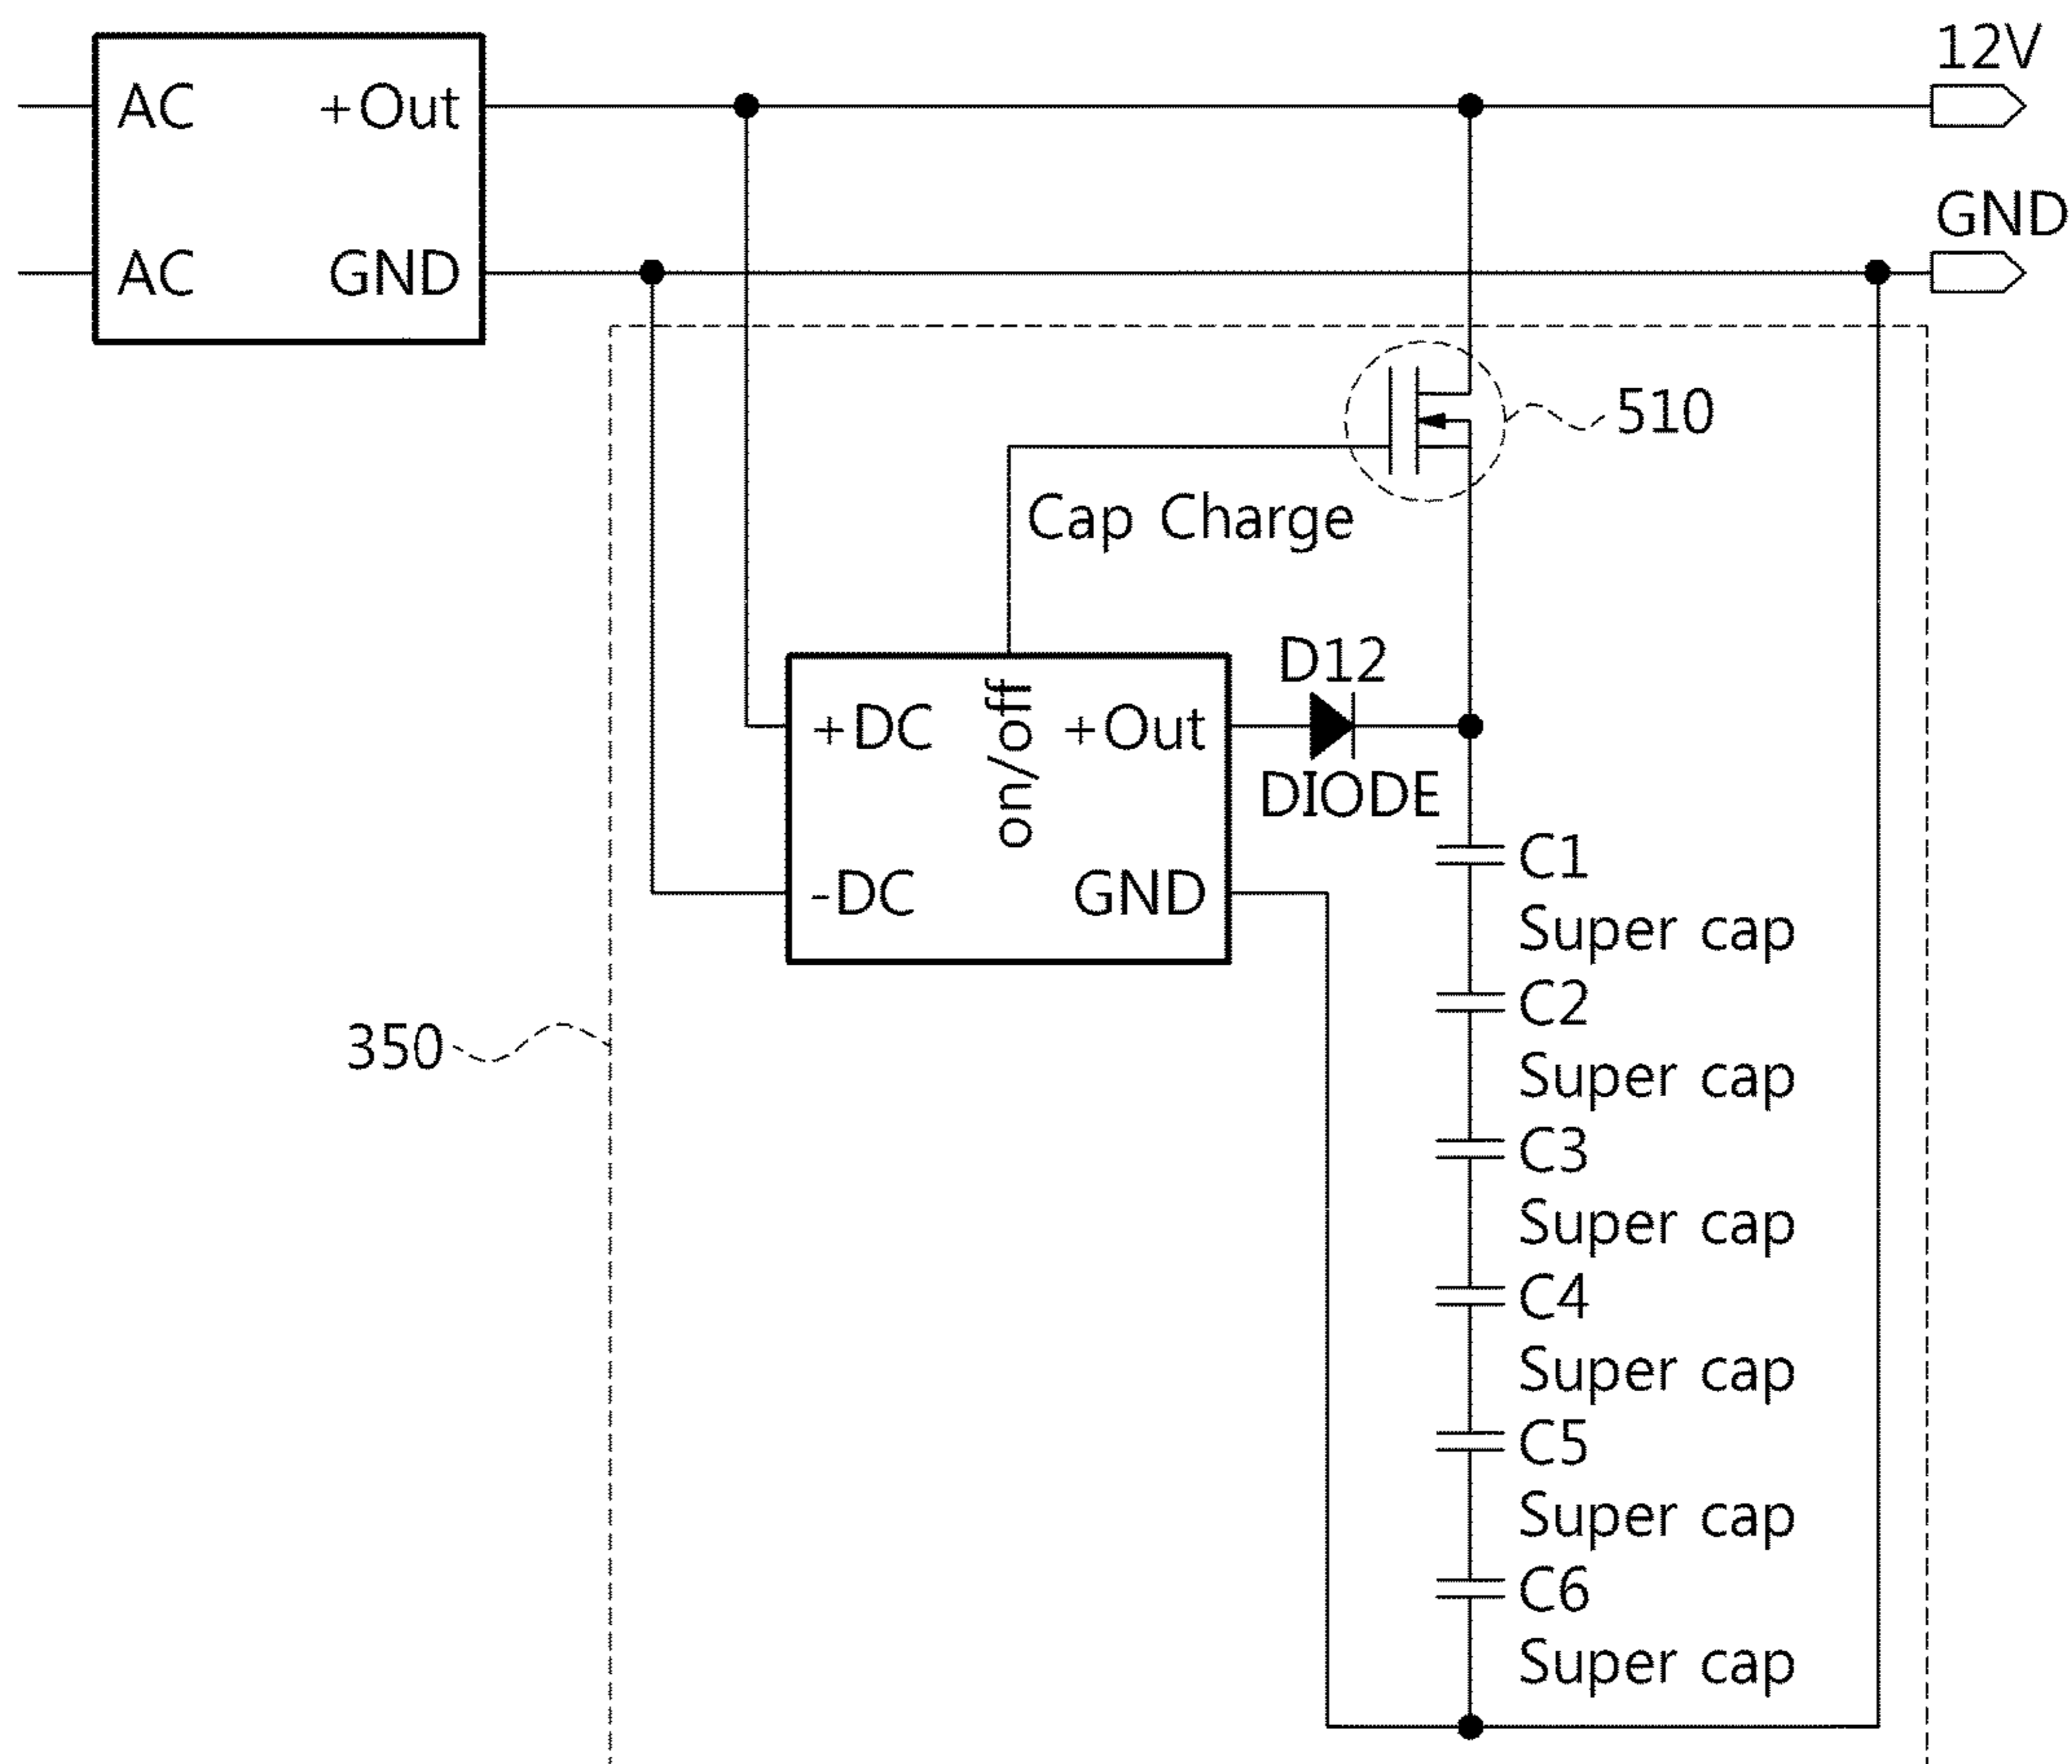 12V
AC +Out
GND
AC GND
510
Cap Charge
D12
+DC on/off +Out
DIODE
-DC GND
C1
Super cap
C2
Super cap
350
C3
Super cap
C4
Super cap
C5
Super cap
C6
Super cap